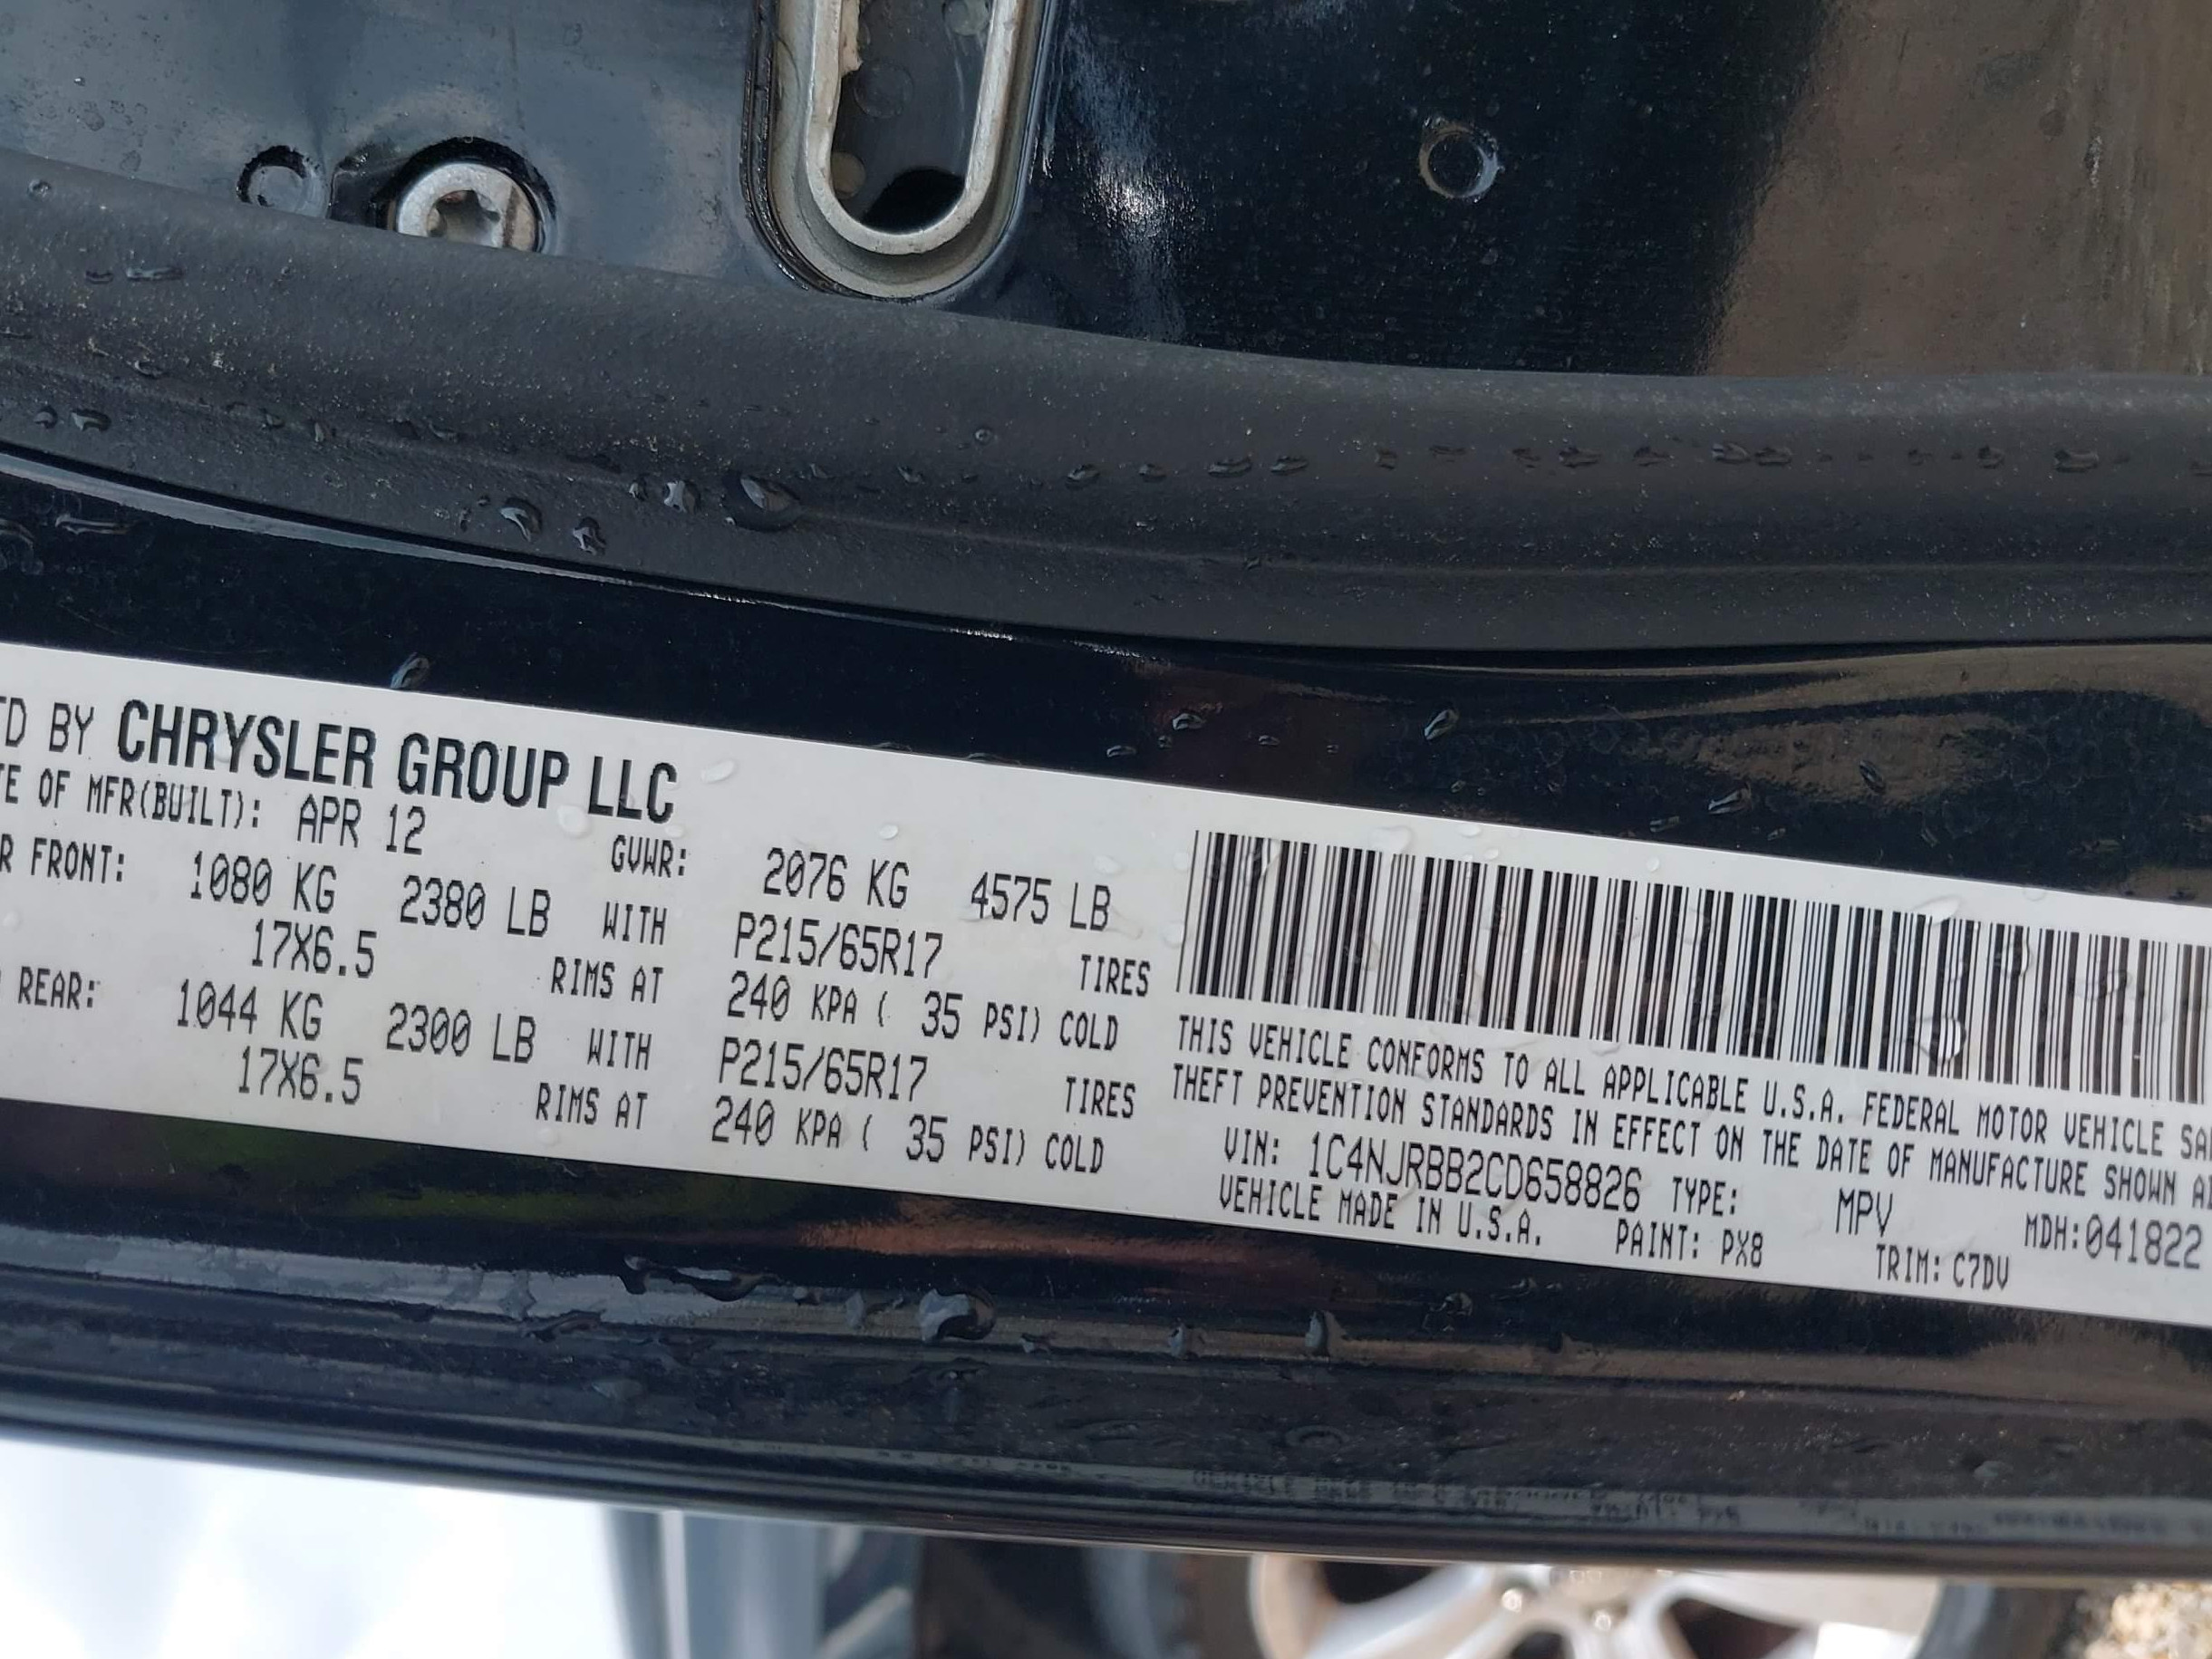 TD BY CHRYSLER GROUP LLC
TE OF MFR(BUILT): APR 12 GVWR: 2076 KG 4575 LB
R FRONT: 1080 KG 2380 LB WITH P215/65R17 TIRES
17X6.5 RIMS AT 240 KPA ( 35 PSI) COLD
REAR: 1044 KG 2300 LB WITH P215/65R17 TIRES
17X6.5 RIMS AT 240 KPA ( 35 PSI) COLD
THIS VEHICLE CONFORMS TO ALL APPLICABLE U.S.A. FEDERAL MOTOR VEHICLE SA
THEFT PREVENTION STANDARDS IN EFFECT ON THE DATE OF MANUFACTURE SHOWN A
VIN: 1C4NJRBB2CD658826 TYPE: MPV MDH:041822
VEHICLE MADE IN U.S.A. PAINT: PX8 TRIM: C7DV